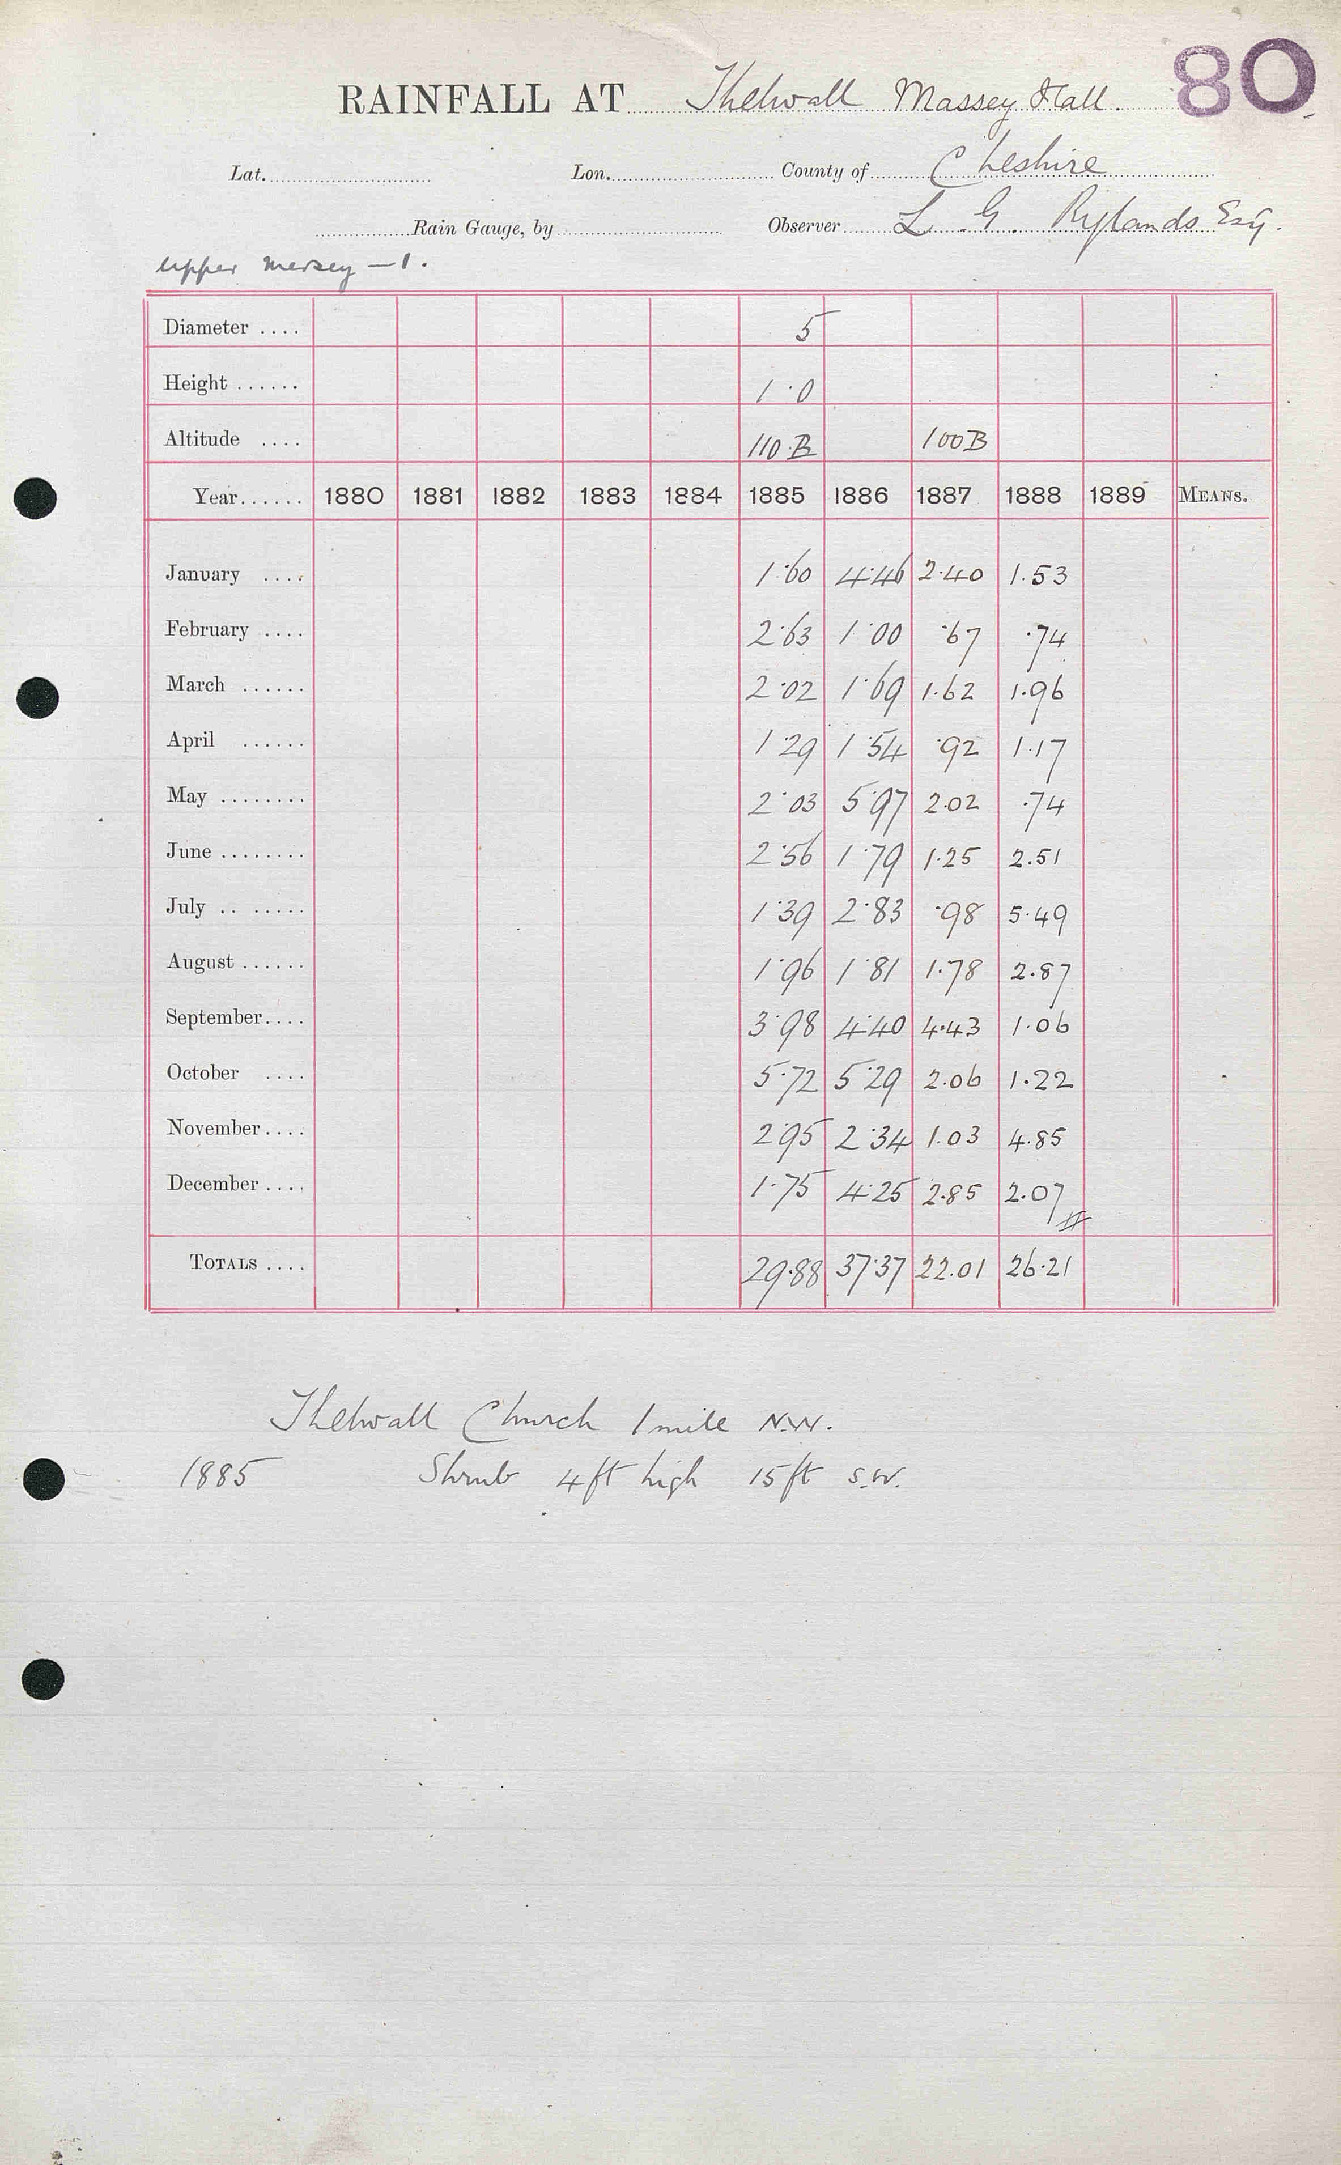 80
RAINFALL AT Thelwall Massey Hall.
Lat. Lon. County of Cheshire
Rain Gauge, by Observer L. G. Rylands Esq.
Upper Mersey — 1.
Diameter .... 5
Height ...... 1.0
Altitude .... 110 B 100 B
Year...... 1880 1881 1882 1883 1884 1885 1886 1887 1888 1889 MEANS.
January .... 1.60 4.46 2.40 1.53
February .... 2.63 1.00 .67 .74
March ...... 2.02 1.69 1.62 1.96
April ...... 1.29 1.54 .92 1.17
May ........ 2.03 5.97 2.02 .74
June ........ 2.56 1.79 1.25 2.51
July .. ...... 1.39 2.83 .98 5.49
August ...... 1.96 1.81 1.78 2.87
September.... 3.98 4.40 4.43 1.06
October .... 5.72 5.29 2.06 1.22
November.... 2.95 2.34 1.03 4.85
December.... 1.75 4.25 2.85 2.07
TOTALS .... 29.88 37.37 22.01 26.21
Thelwall Church 1 mile N.W.
1885 Shrub 4 ft high 15 ft S.W.